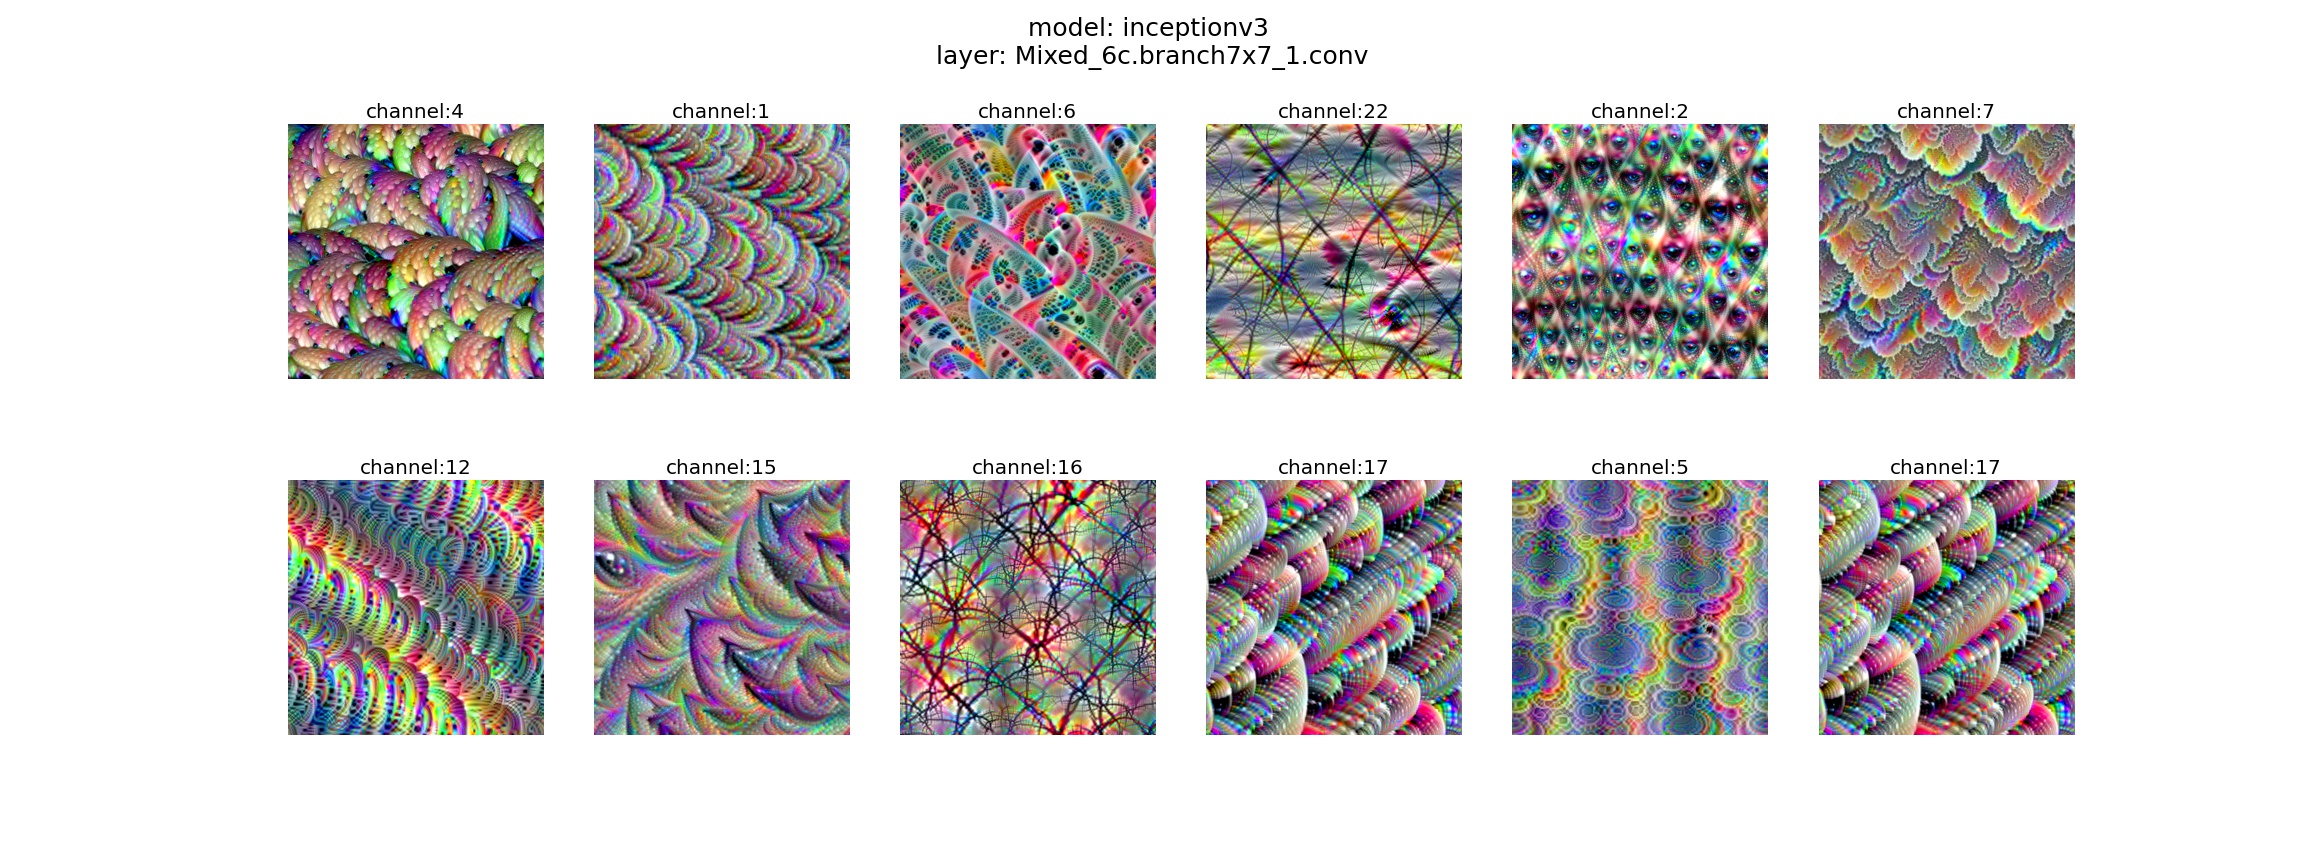 model: inceptionv3
layer: Mixed_6c.branch7x7_1.conv
channel:4
channel:1
channel:6
channel:22
channel:2
channel:7
channel:12
channel:15
channel:16
channel:17
channel:5
channel:17